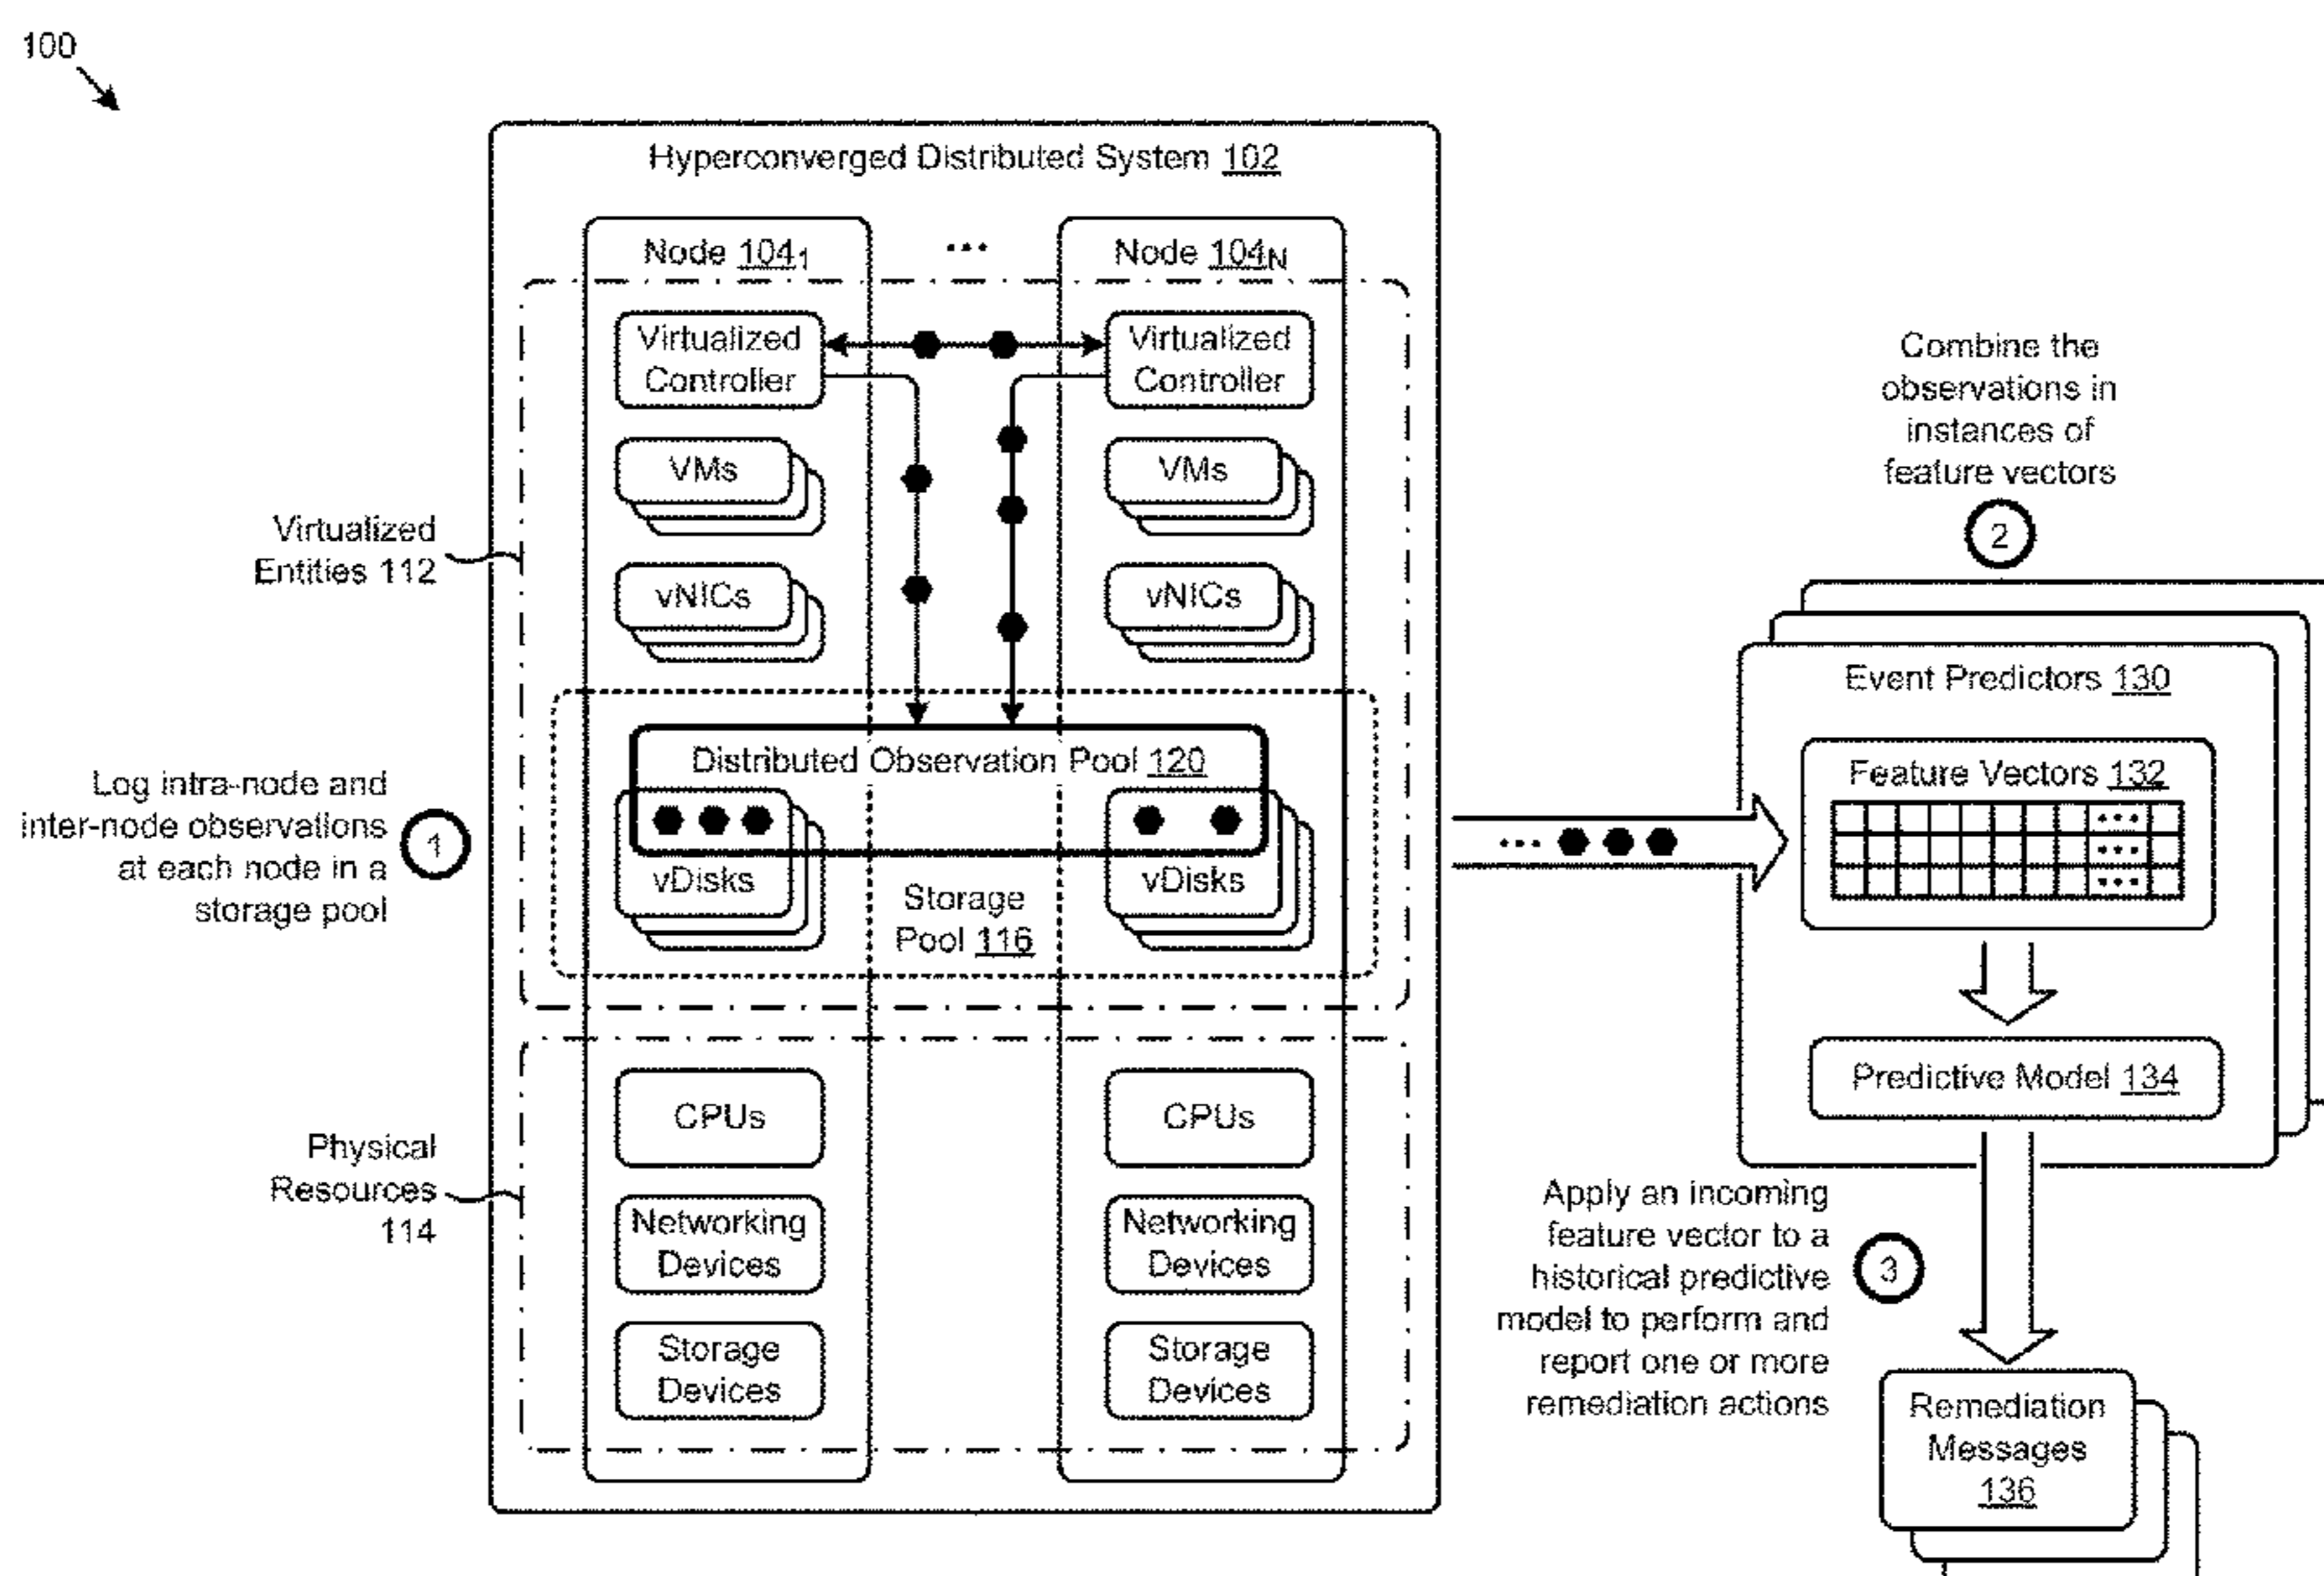 100
Hyperconverged Distributed System 102
Node 104₁
...
Node 104N
Virtualized
Controller
Virtualized
Controller
VMs
VMs
vNICs
vNICs
Virtualized
Entities 112
Distributed Observation Pool 120
vDisks
vDisks
Storage
Pool 116
Log intra-node and
inter-node observations
at each node in a
storage pool
1
Physical
Resources
114
CPUs
CPUs
Networking
Devices
Networking
Devices
Storage
Devices
Storage
Devices
...
Combine the
observations in
instances of
feature vectors
2
Event Predictors 130
Feature Vectors 132
...
...
...
Predictive Model 134
Apply an incoming
feature vector to a
historical predictive
model to perform and
report one or more
remediation actions
3
Remediation
Messages
136